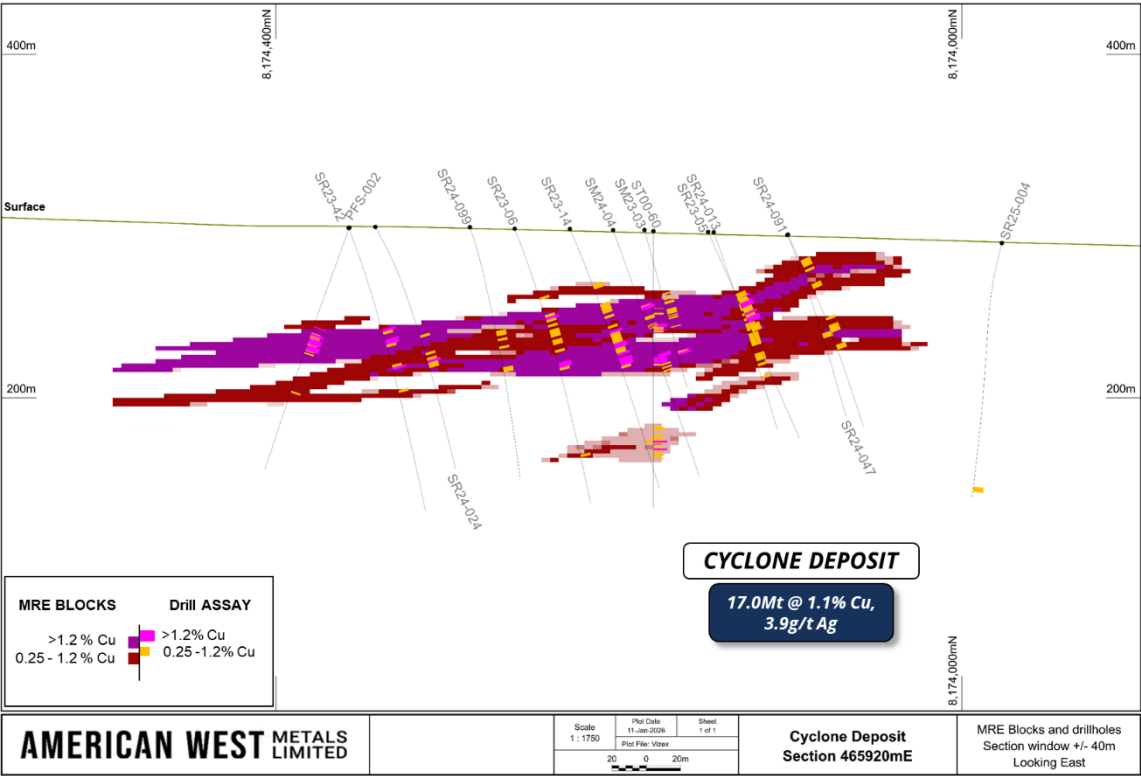 8,174,400mN
8,174,000mN
400m
400m
Surface
SR23-42
PFS-002
SR24-099
SR23-06
SR23-14
SM24-04
SM23-03
ST00-60
SR23-05
SR24-013
SR24-091
SR25-004
200m
200m
SR24-024
SR24-047
CYCLONE DEPOSIT
17.0Mt @ 1.1% Cu,
3.9g/t Ag
MRE BLOCKS Drill ASSAY
>1.2 % Cu >1.2% Cu
0.25 - 1.2 % Cu 0.25 -1.2% Cu
8,174,000mN
AMERICAN WEST METALS LIMITED
Scale
1 : 1750
Plot Date
11-Jan-2026
Sheet
1 of 1
Plot File: Vizex
20 0 20m
Cyclone Deposit
Section 465920mE
MRE Blocks and drillholes
Section window +/- 40m
Looking East